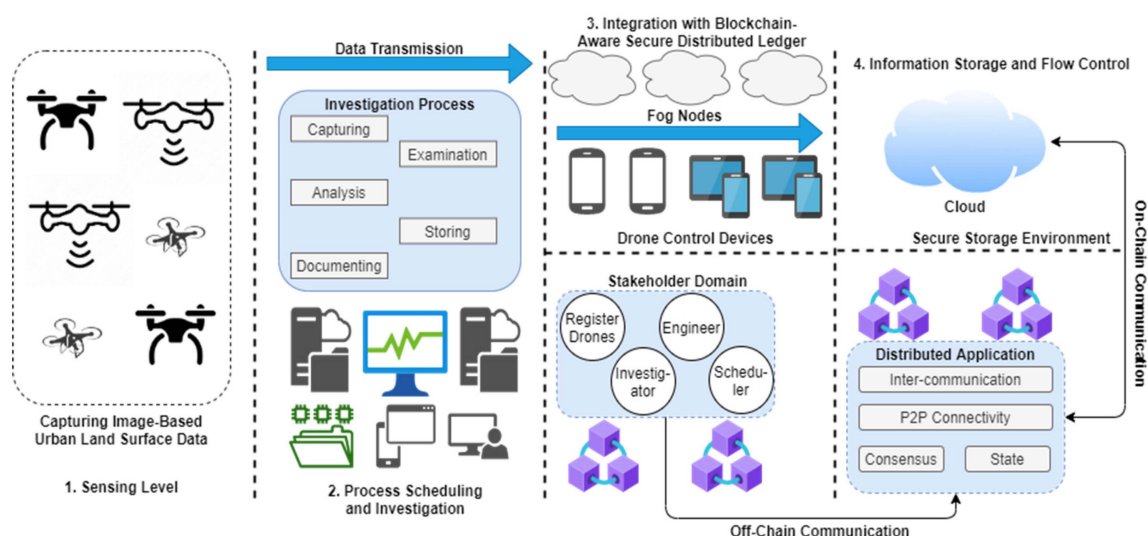 Capturing Image-Based
Urban Land Surface Data
1. Sensing Level
Data Transmission
Investigation Process
Capturing
Examination
Analysis
Storing
Documenting
2. Process Scheduling
and Investigation
3. Integration with Blockchain-
Aware Secure Distributed Ledger
Fog Nodes
Drone Control Devices
Stakeholder Domain
Register
Drones
Engineer
Investig-
ator
Schedu-
ler
Off-Chain Communication
4. Information Storage and Flow Control
Cloud
Secure Storage Environment
Distributed Application
Inter-communication
P2P Connectivity
Consensus
State
On-Chain Communication